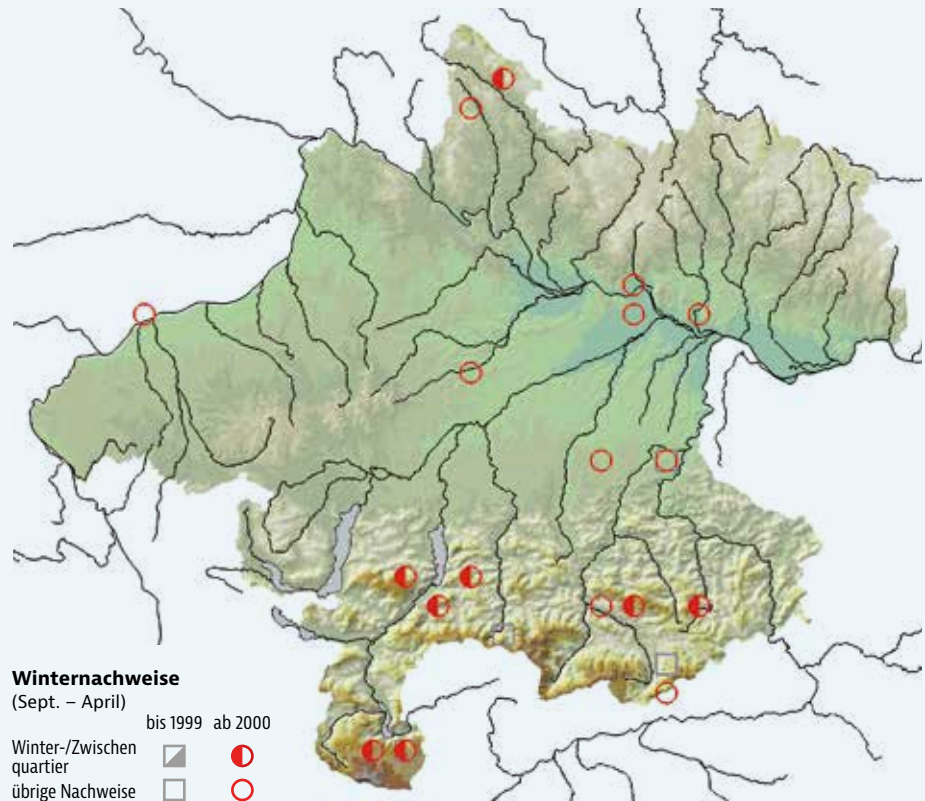 Winternachweise
(Sept. – April)
bis 1999 ab 2000
Winter-/Zwischen
quartier
übrige Nachweise